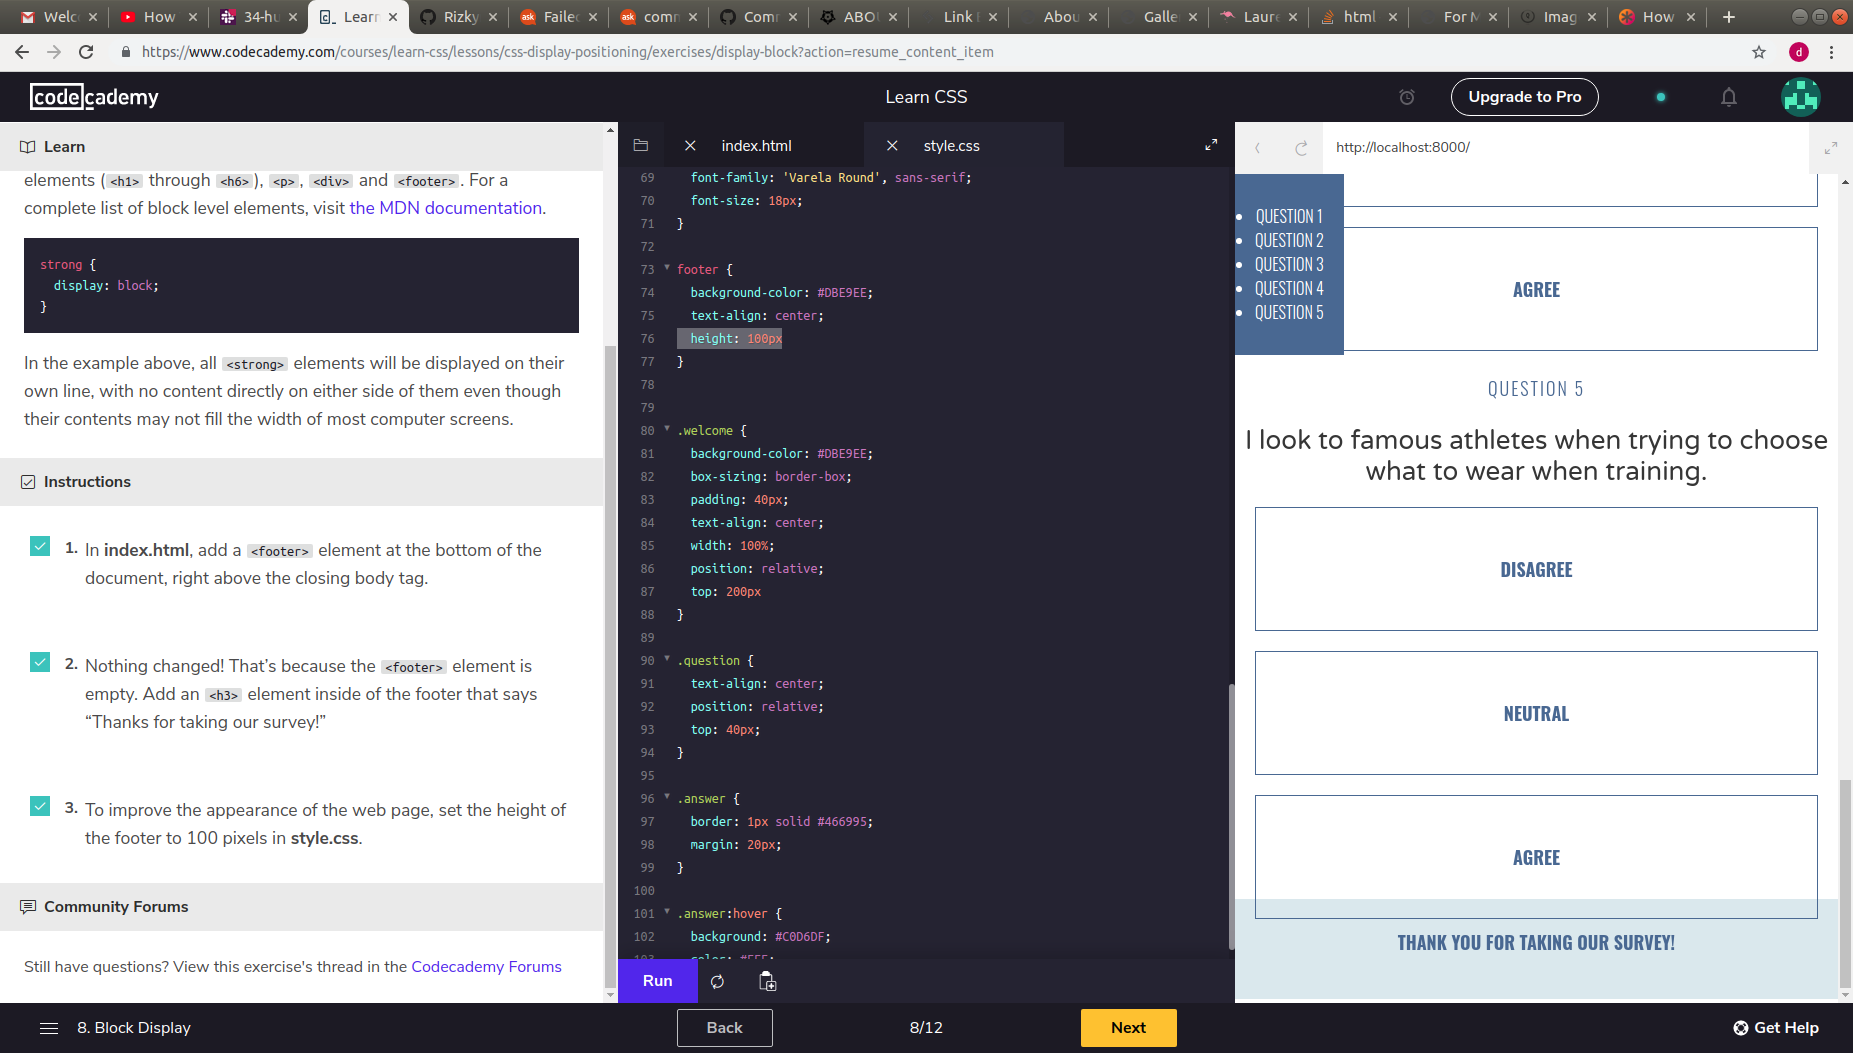 Welc
How
34-hu
Learn
Rizky
Failed
comm
Comm
ABOU
Link
Abou
Galle
Laure
html
For M
Imag
How
https://www.codecademy.com/courses/learn-css/lessons/css-display-positioning/exercises/display-block?action=resume_content_item
d
codecademy
Learn CSS
Upgrade to Pro
Learn
elements (<h1> through <h6>), <p>, <div> and <footer>. For a
complete list of block level elements, visit the MDN documentation.
strong {
display: block;
}
In the example above, all <strong> elements will be displayed on their
own line, with no content directly on either side of them even though
their contents may not fill the width of most computer screens.
Instructions
1. In index.html, add a <footer> element at the bottom of the
document, right above the closing body tag.
2. Nothing changed! That’s because the <footer> element is
empty. Add an <h3> element inside of the footer that says
“Thanks for taking our survey!”
3. To improve the appearance of the web page, set the height of
the footer to 100 pixels in style.css.
Community Forums
Still have questions? View this exercise's thread in the Codecademy Forums
index.html
style.css
69 font-family: 'Varela Round', sans-serif;
70 font-size: 18px;
71 }
72
73 footer {
74 background-color: #DBE9EE;
75 text-align: center;
76 height: 100px
77 }
78
79
80 .welcome {
81 background-color: #DBE9EE;
82 box-sizing: border-box;
83 padding: 40px;
84 text-align: center;
85 width: 100%;
86 position: relative;
87 top: 200px
88 }
89
90 .question {
91 text-align: center;
92 position: relative;
93 top: 40px;
94 }
95
96 .answer {
97 border: 1px solid #466995;
98 margin: 20px;
99 }
100
101 .answer:hover {
102 background: #C0D6DF;
103 color: #FFF;
Run
http://localhost:8000/
QUESTION 1
QUESTION 2
QUESTION 3
QUESTION 4
QUESTION 5
AGREE
QUESTION 5
I look to famous athletes when trying to choose
what to wear when training.
DISAGREE
NEUTRAL
AGREE
THANK YOU FOR TAKING OUR SURVEY!
8. Block Display
Back
8/12
Next
Get Help